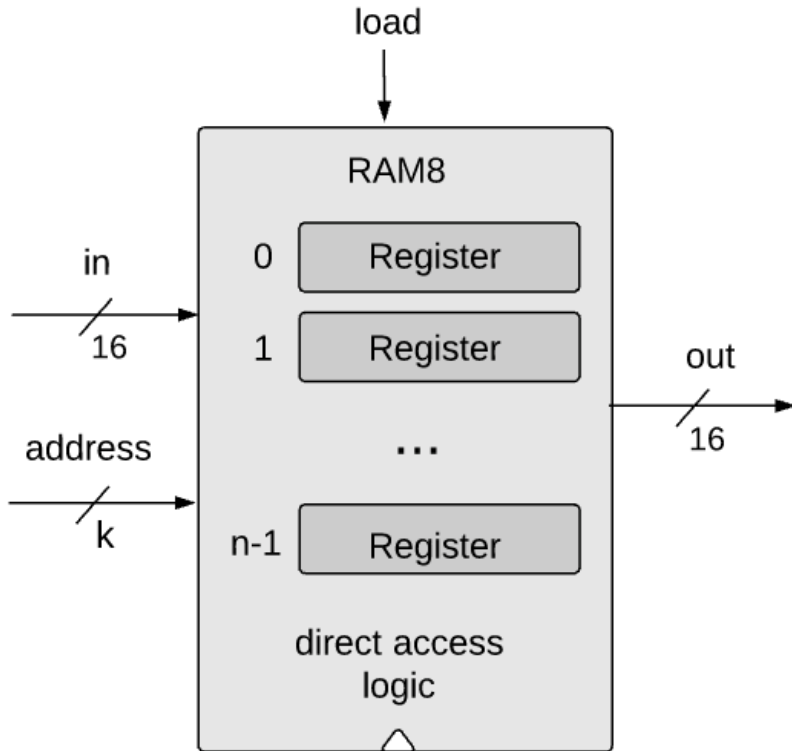 load
RAM8
0 Register
in
16
1 Register
out
16
...
address
k
n-1 Register
direct access
logic